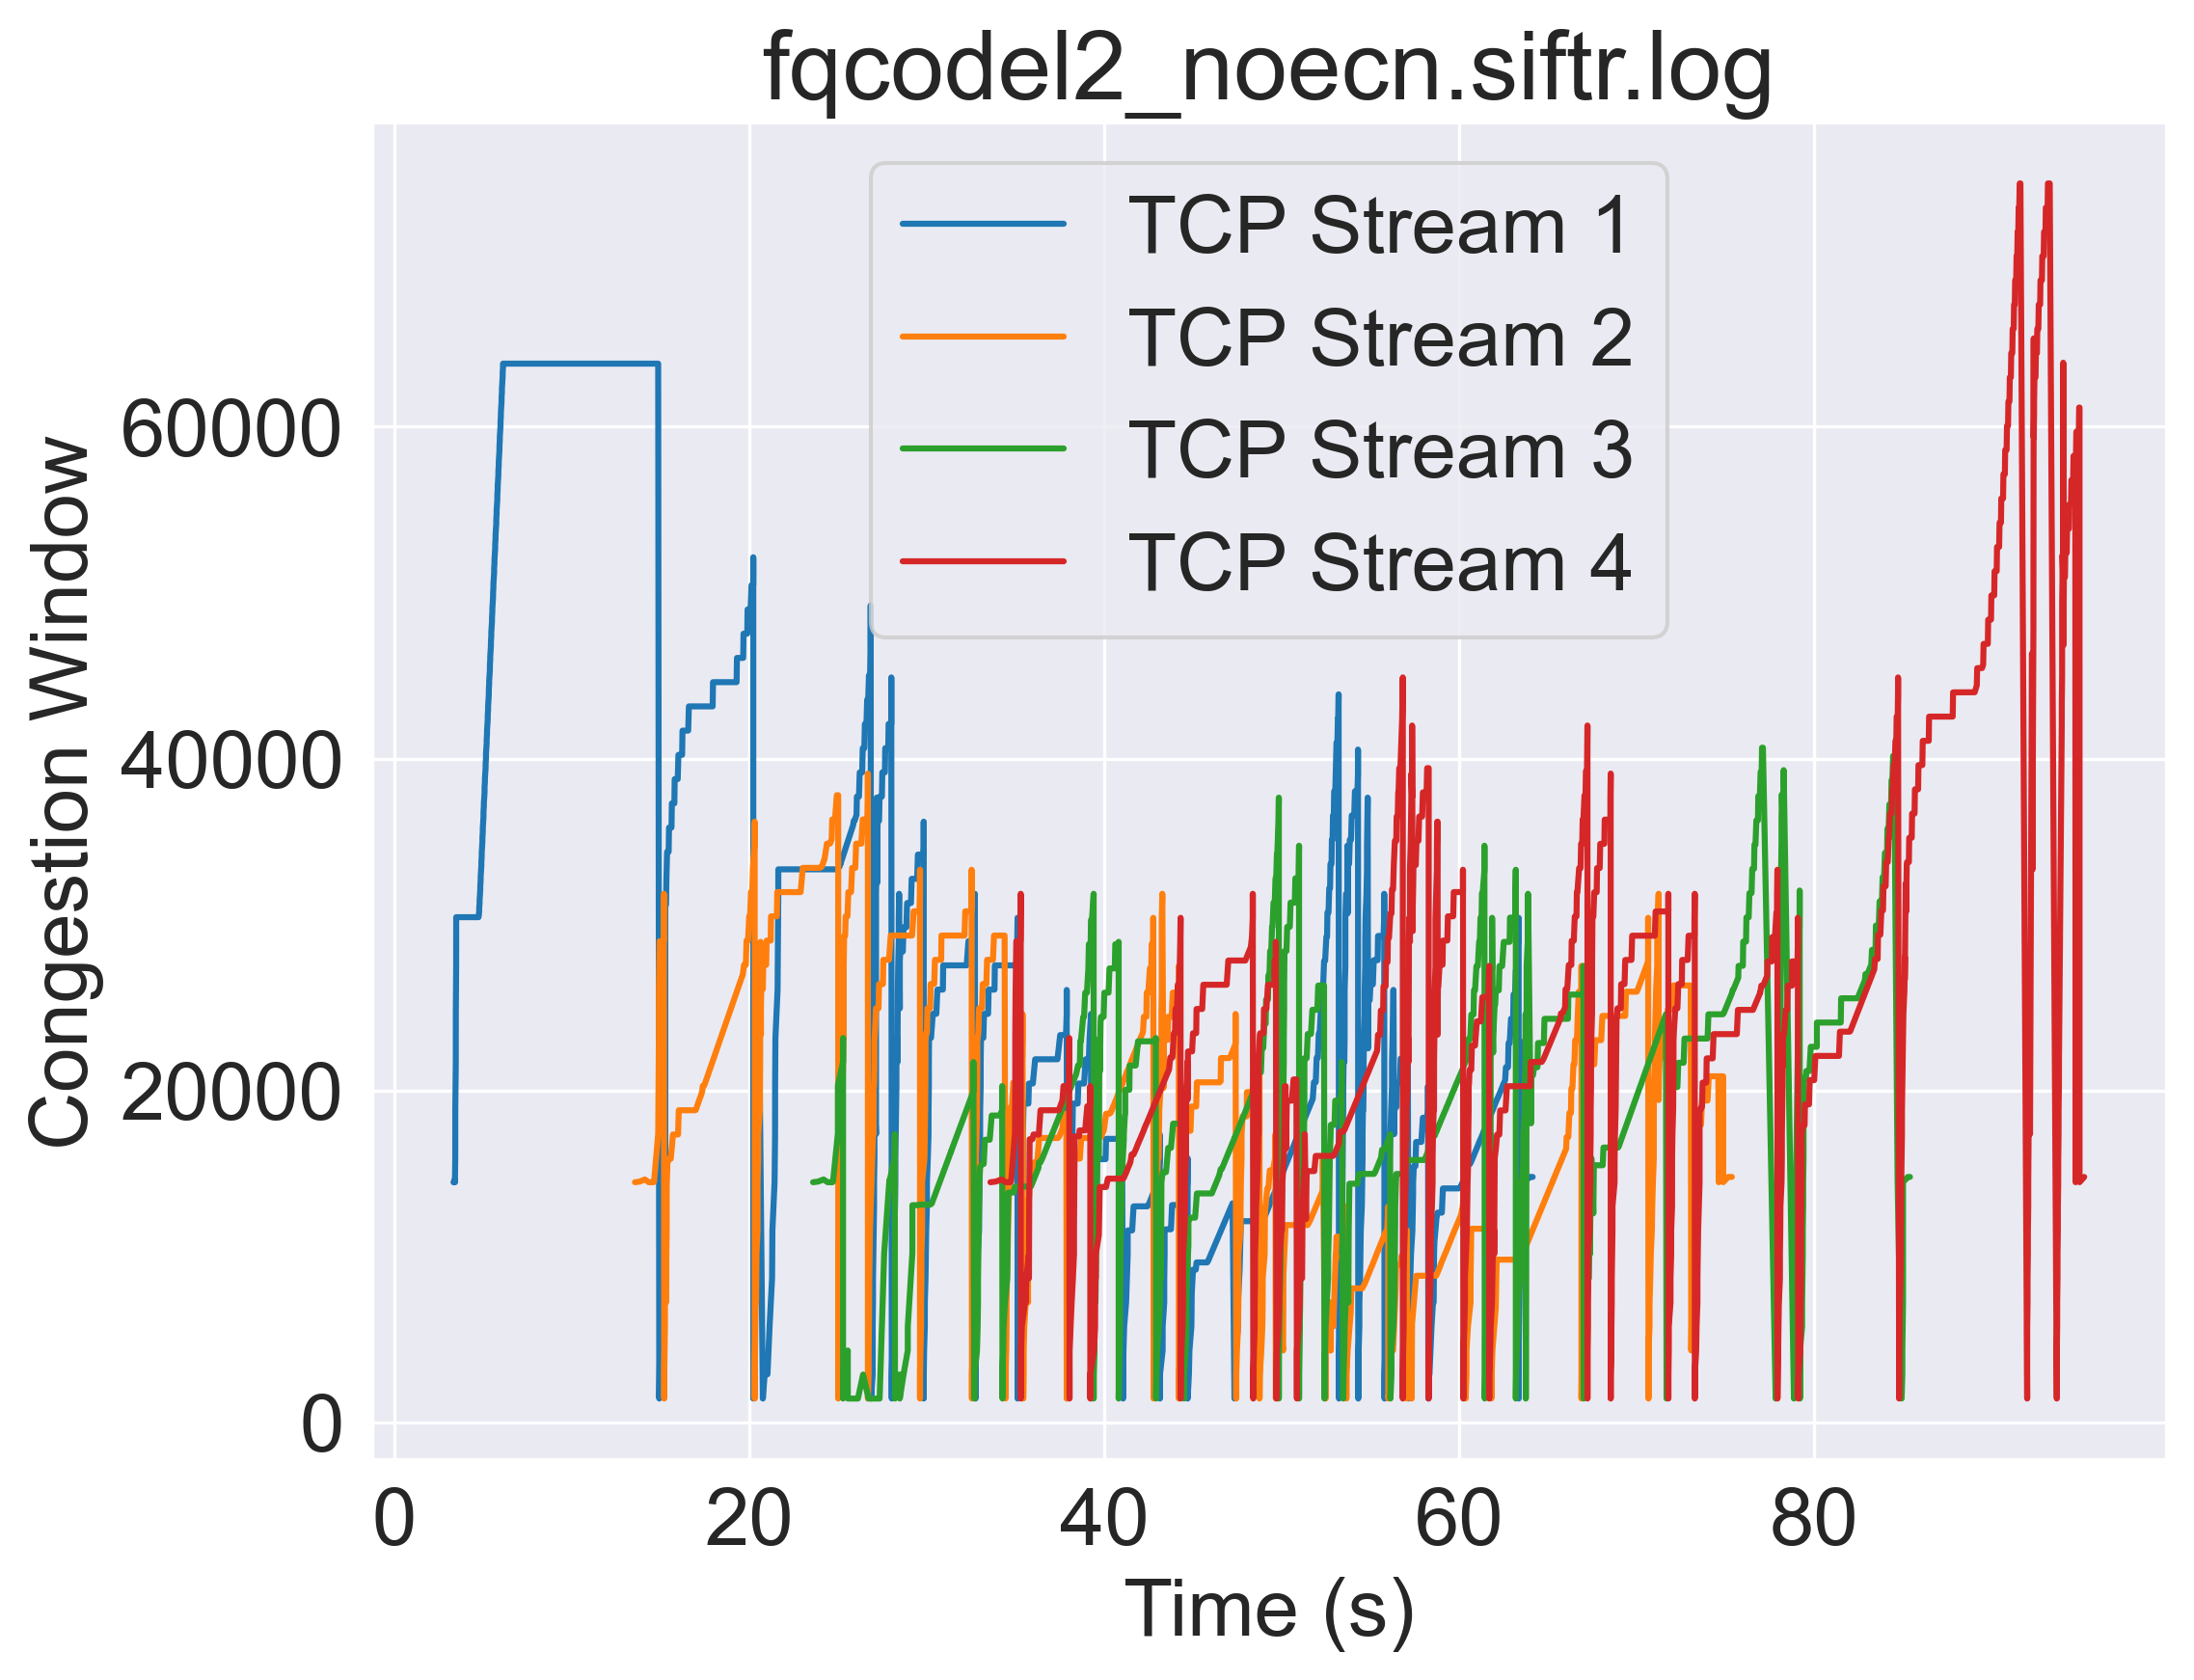 fqcodel2_noecn.siftr.log
TCP Stream 1
TCP Stream 2
TCP Stream 3
TCP Stream 4
Congestion Window
60000
40000
20000
0
0 20 40 60 80
Time (s)